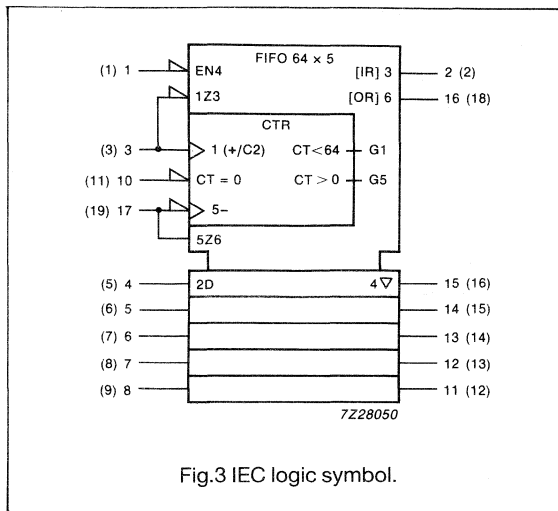 FIFO 64 × 5
(1) 1 EN4 [IR] 3 2 (2)
1Z3 [OR] 6 16 (18)
CTR
(3) 3 1 (+/C2) CT<64 G1
(11) 10 CT = 0 CT > 0 G5
(19) 17 5–
5Z6
(5) 4 2D 4 ▽ 15 (16)
(6) 5 14 (15)
(7) 6 13 (14)
(8) 7 12 (13)
(9) 8 11 (12)
7Z28050
Fig.3 IEC logic symbol.